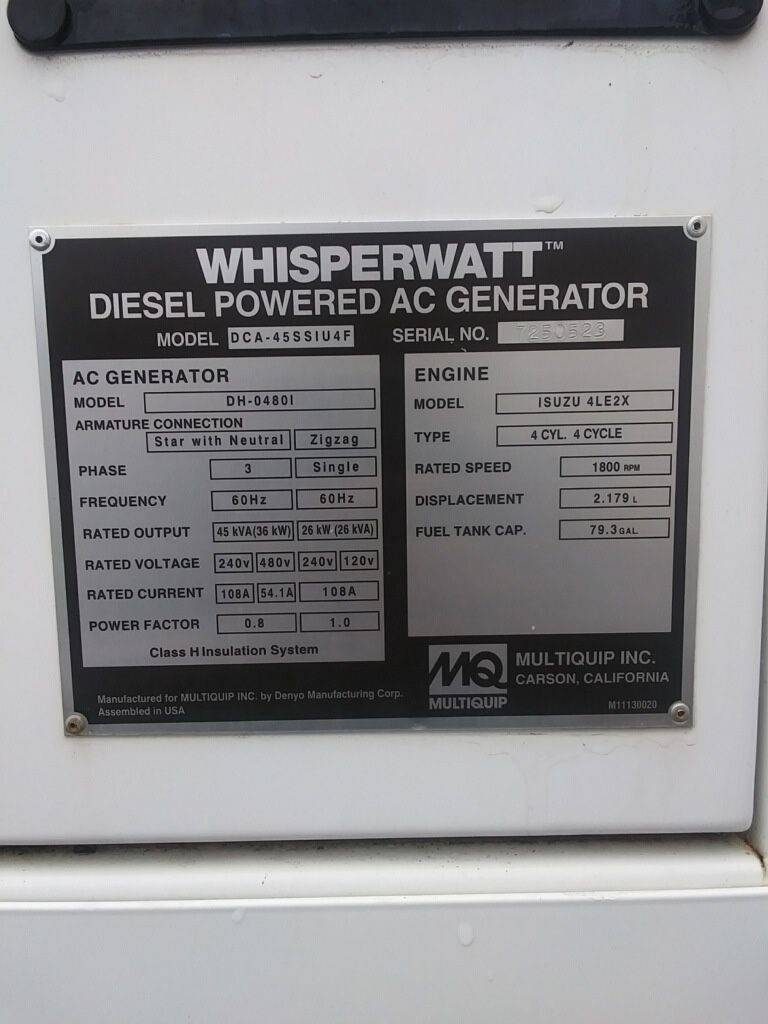 WHISPERWATT™
DIESEL POWERED AC GENERATOR
MODEL DCA-45SSIU4F SERIAL NO. 7250523
AC GENERATOR
MODEL DH-0480I
ARMATURE CONNECTION
Star with Neutral Zigzag
PHASE 3 Single
FREQUENCY 60Hz 60Hz
RATED OUTPUT 45 kVA(36 kW) 26 kW (26 kVA)
RATED VOLTAGE 240v 480v 240v 120v
RATED CURRENT 108A 54.1A 108A
POWER FACTOR 0.8 1.0
Class H Insulation System
ENGINE
MODEL ISUZU 4LE2X
TYPE 4 CYL. 4 CYCLE
RATED SPEED 1800 RPM
DISPLACEMENT 2.179 L
FUEL TANK CAP. 79.3 GAL.
Manufactured for MULTIQUIP INC. by Denyo Manufacturing Corp.
Assembled in USA
MQ
MULTIQUIP
MULTIQUIP INC.
CARSON, CALIFORNIA
M11130020